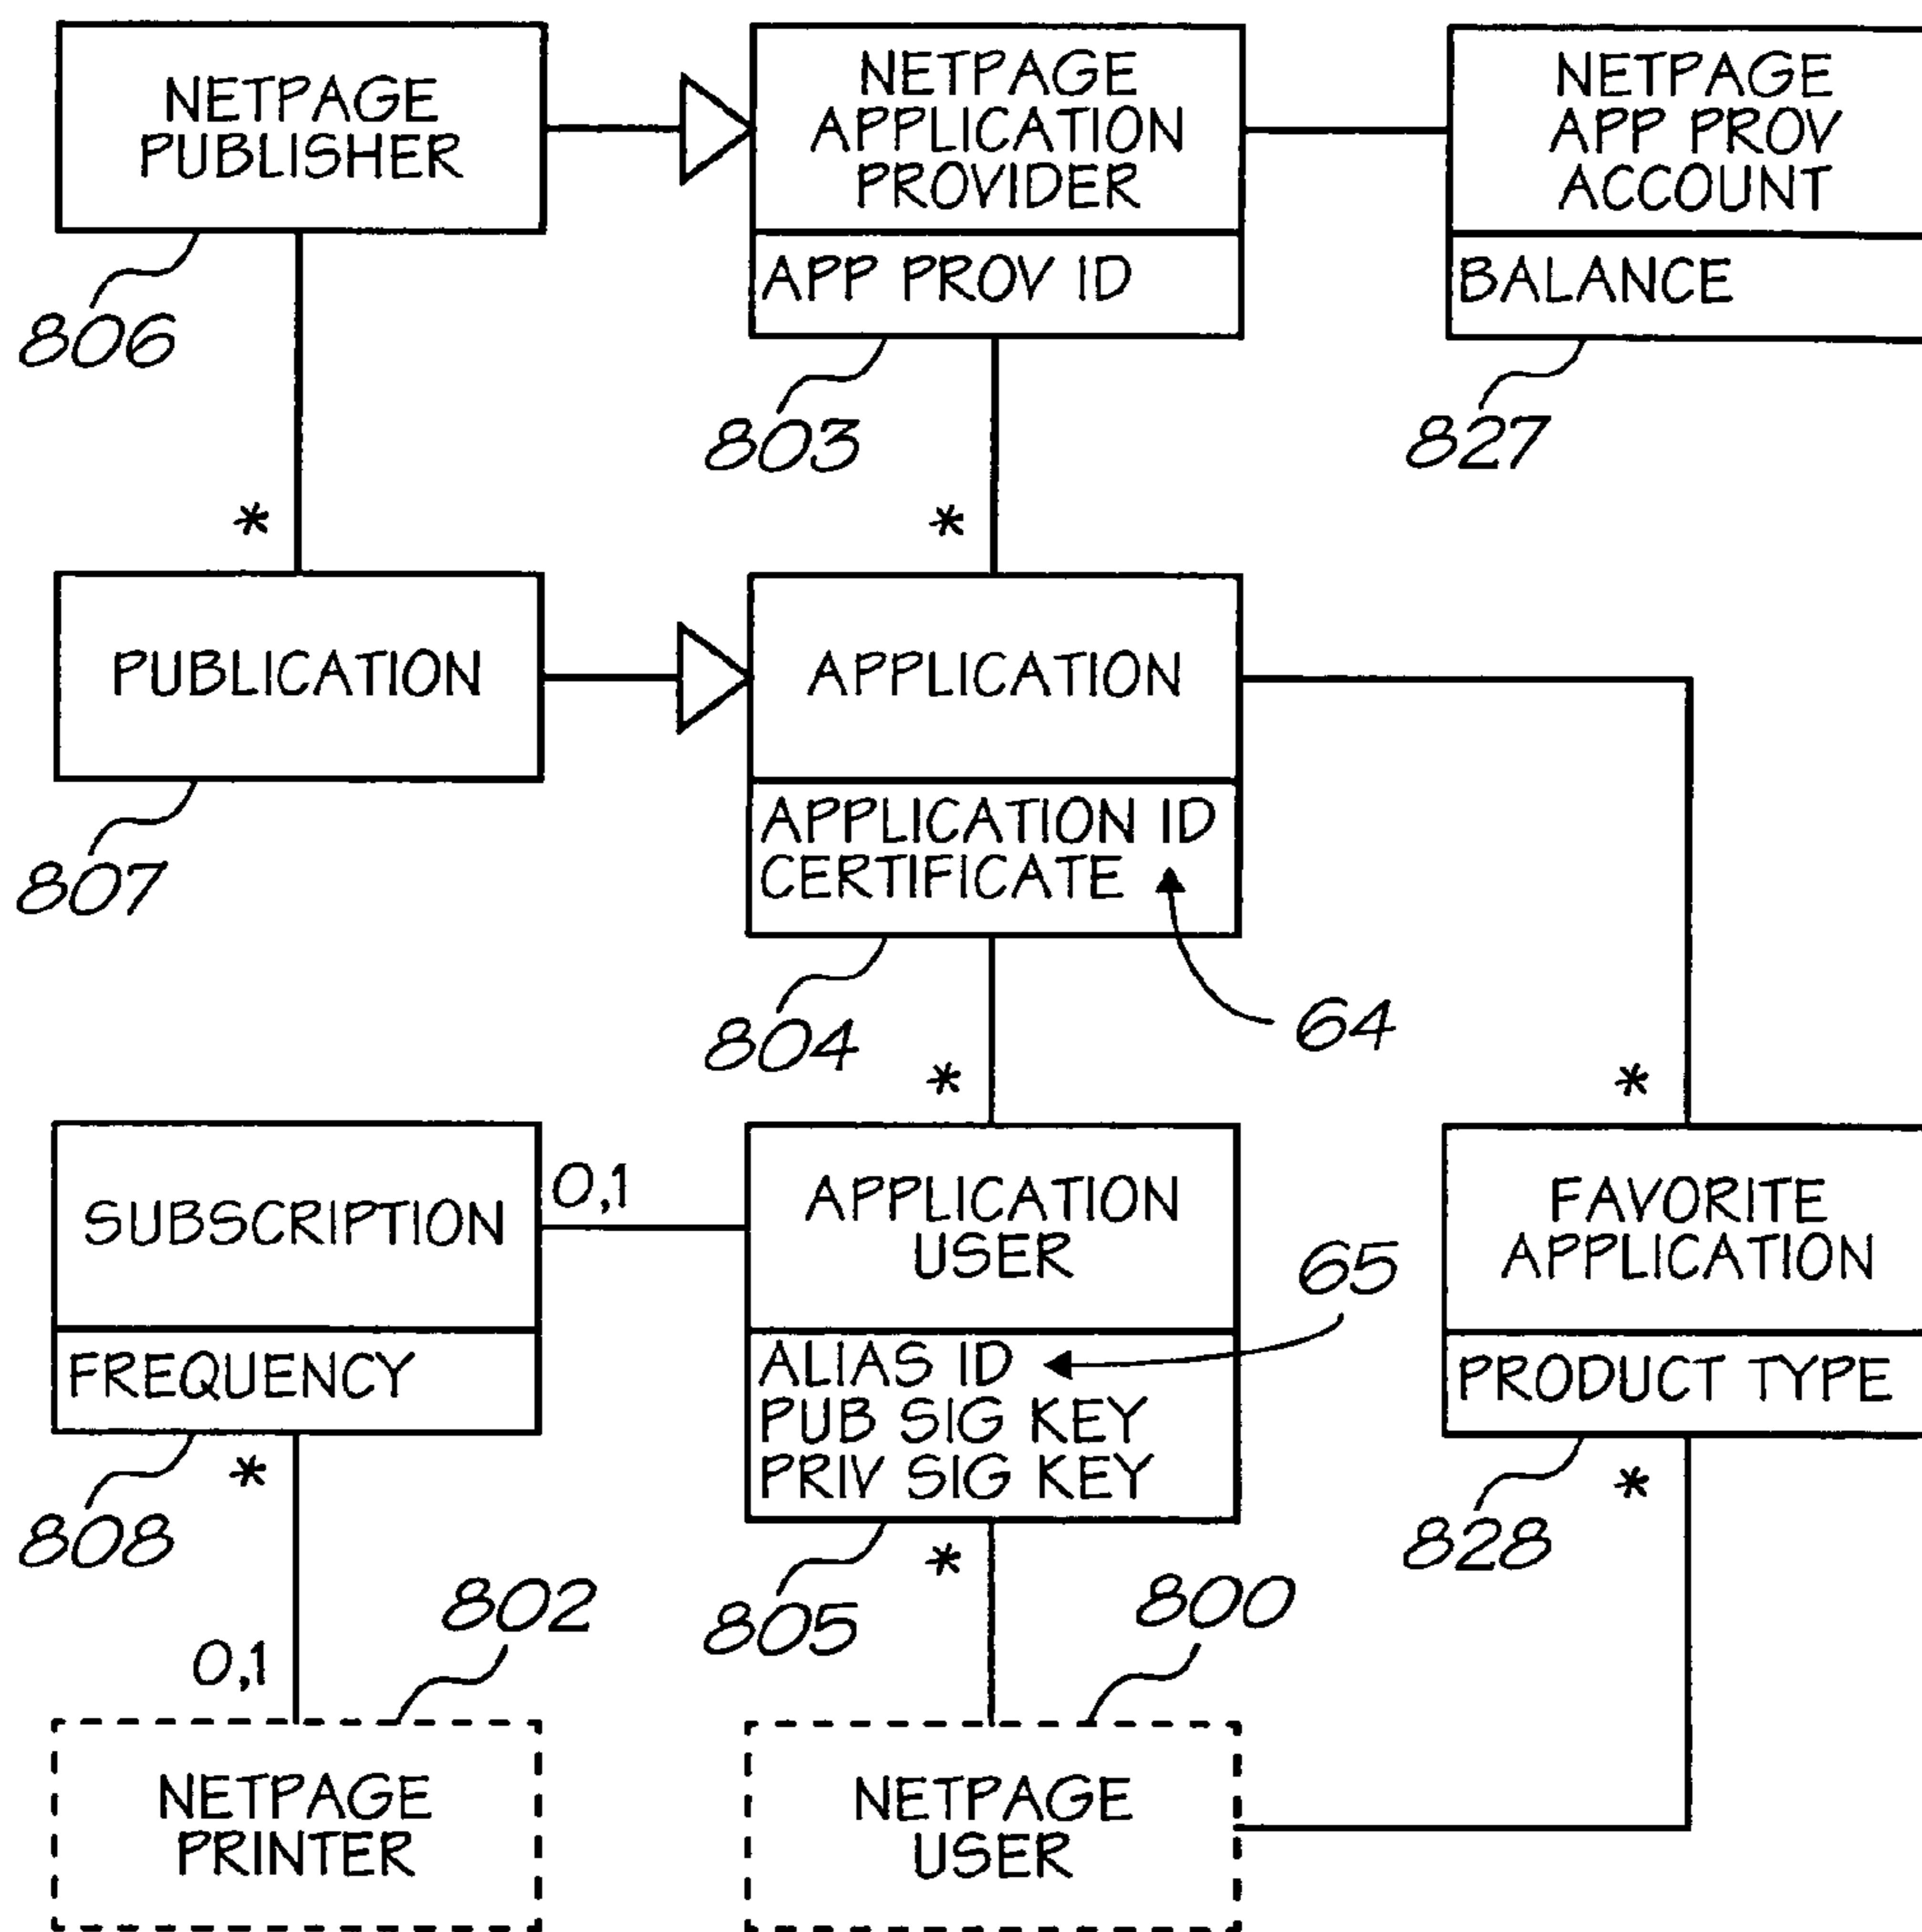 NETPAGE
PUBLISHER
806
NETPAGE
APPLICATION
PROVIDER
APP PROV ID
803
NETPAGE
APP PROV
ACCOUNT
BALANCE
827
*
*
PUBLICATION
807
APPLICATION
APPLICATION ID
CERTIFICATE
64
804
*
*
SUBSCRIPTION
0,1
FREQUENCY
808
*
APPLICATION
USER
65
ALIAS ID
PUB SIG KEY
PRIV SIG KEY
805
*
FAVORITE
APPLICATION
PRODUCT TYPE
828
*
802
0,1
NETPAGE
PRINTER
800
NETPAGE
USER